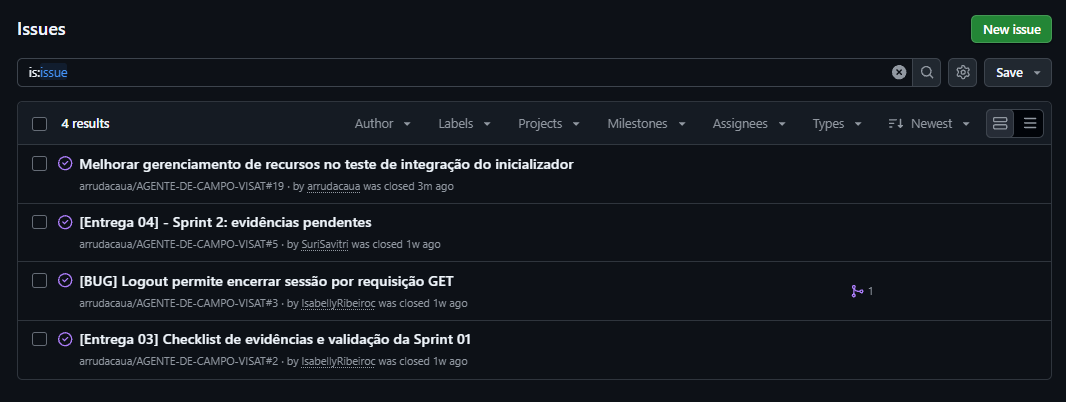 Issues
New issue
is:issue
Save
4 results
Author
Labels
Projects
Milestones
Assignees
Types
Newest
Melhorar gerenciamento de recursos no teste de integração do inicializador
arrudacaua/AGENTE-DE-CAMPO-VISAT#19 · by arrudacaua was closed 3m ago
[Entrega 04] - Sprint 2: evidências pendentes
arrudacaua/AGENTE-DE-CAMPO-VISAT#5 · by SuriSavitri was closed 1w ago
[BUG] Logout permite encerrar sessão por requisição GET
1
arrudacaua/AGENTE-DE-CAMPO-VISAT#3 · by IsabellyRibeiroc was closed 1w ago
[Entrega 03] Checklist de evidências e validação da Sprint 01
arrudacaua/AGENTE-DE-CAMPO-VISAT#2 · by IsabellyRibeiroc was closed 1w ago